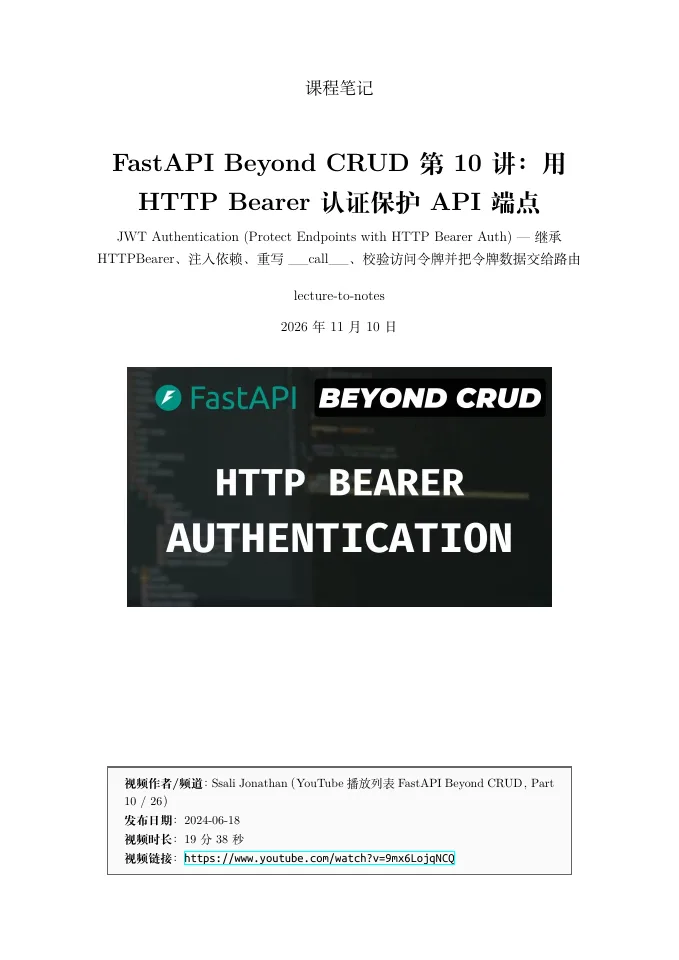 课程笔记
FastAPI Beyond CRUD 第 10 讲：用
HTTP Bearer 认证保护 API 端点
JWT Authentication (Protect Endpoints with HTTP Bearer Auth) — 继承
HTTPBearer、注入依赖、重写 __call__、校验访问令牌并把令牌数据交给路由
lecture-to-notes
2026 年 11 月 10 日
FastAPI BEYOND CRUD
HTTP BEARER
AUTHENTICATION
视频作者/频道：Ssali Jonathan (YouTube 播放列表 FastAPI Beyond CRUD, Part
10 / 26)
发布日期：2024-06-18
视频时长：19 分 38 秒
视频链接：https://www.youtube.com/watch?v=9mx6LojqNCQ